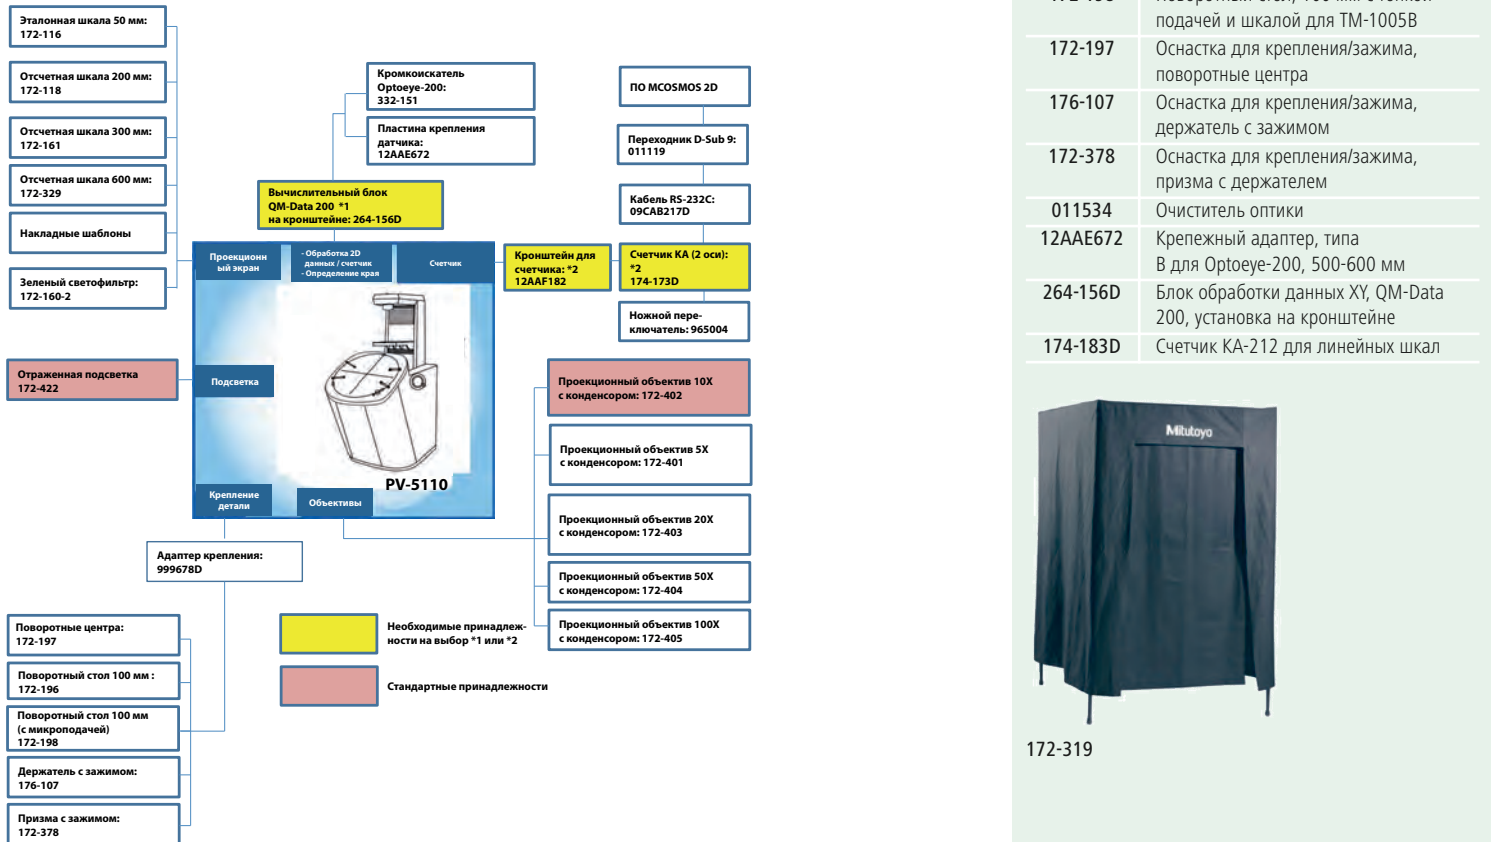 Эталонная шкала 50 мм:
172-116
Отсчетная шкала 200 мм:
172-118
Отсчетная шкала 300 мм:
172-161
Отсчетная шкала 600 мм:
172-329
Накладные шаблоны
Зеленый светофильтр:
172-160-2
Отраженная подсветка
172-422
Кромкоискатель
Optoeye-200:
332-151
Пластина крепления
датчика:
12AAE672
Вычислительный блок
QM-Data 200 *1
на кронштейне: 264-156D
ПО MCOSMOS 2D
Переходник D-Sub 9:
011119
Кабель RS-232C:
09CAB217D
Кронштейн для
счетчика: *2
12AAF182
Счетчик KA (2 оси):
*2
174-173D
Ножной пере-
ключатель: 965004
Проекционн
ый экран
- Обработка 2D
данных / счетчик
- Определение края
Счетчик
Подсветка
PV-5110
Крепление
детали
Объективы
Проекционный объектив 10X
с конденсором: 172-402
Проекционный объектив 5X
с конденсором: 172-401
Проекционный объектив 20X
с конденсором: 172-403
Проекционный объектив 50X
с конденсором: 172-404
Проекционный объектив 100X
с конденсором: 172-405
Адаптер крепления:
999678D
Поворотные центра:
172-197
Поворотный стол 100 мм :
172-196
Поворотный стол 100 мм
(с микроподачей)
172-198
Держатель с зажимом:
176-107
Призма с зажимом:
172-378
Необходимые принадлеж-
ности на выбор *1 или *2
Стандартные принадлежности
подачей и шкалой для TM-1005B
172-197 Оснастка для крепления/зажима,
поворотные центра
176-107 Оснастка для крепления/зажима,
держатель с зажимом
172-378 Оснастка для крепления/зажима,
призма с держателем
011534 Очиститель оптики
12AAE672 Крепежный адаптер, типа
В для Optoeye-200, 500-600 мм
264-156D Блок обработки данных XY, QM-Data
200, установка на кронштейне
174-183D Счетчик KA-212 для линейных шкал
Mitutoyo
172-319